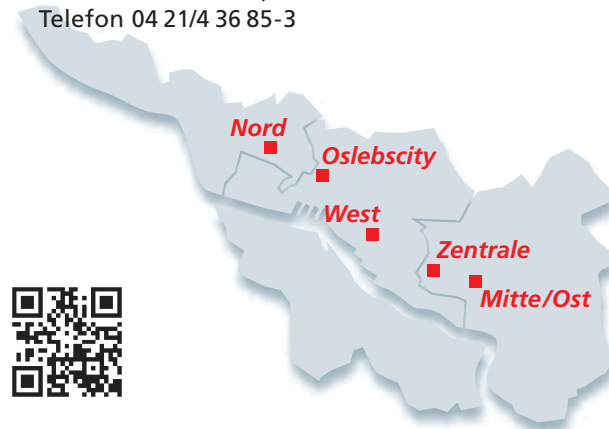 Telefon 04 21/4 36 85-3
Nord
Oslebscity
West
Zentrale
Mitte/Ost